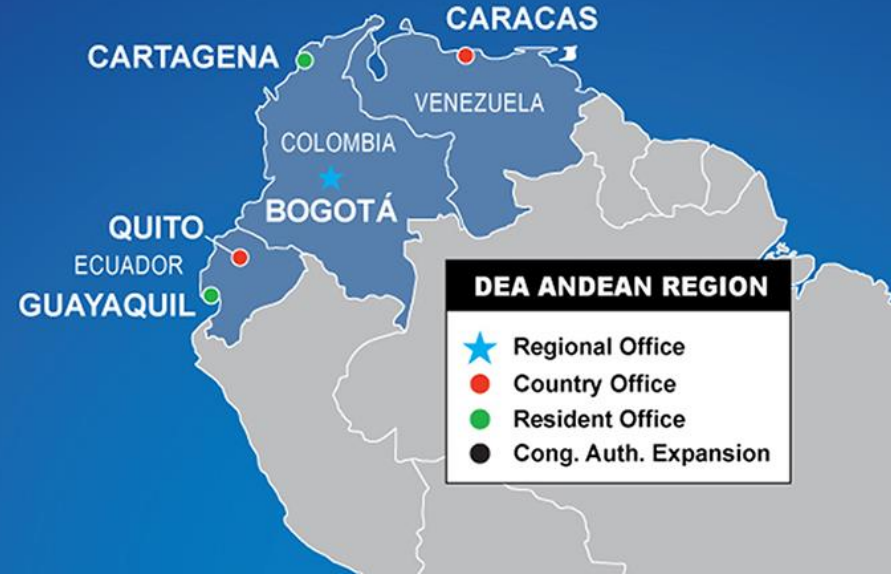 CARACAS
CARTAGENA
VENEZUELA
COLOMBIA
BOGOTÁ
QUITO
ECUADOR
GUAYAQUIL
DEA ANDEAN REGION
Regional Office
Country Office
Resident Office
Cong. Auth. Expansion